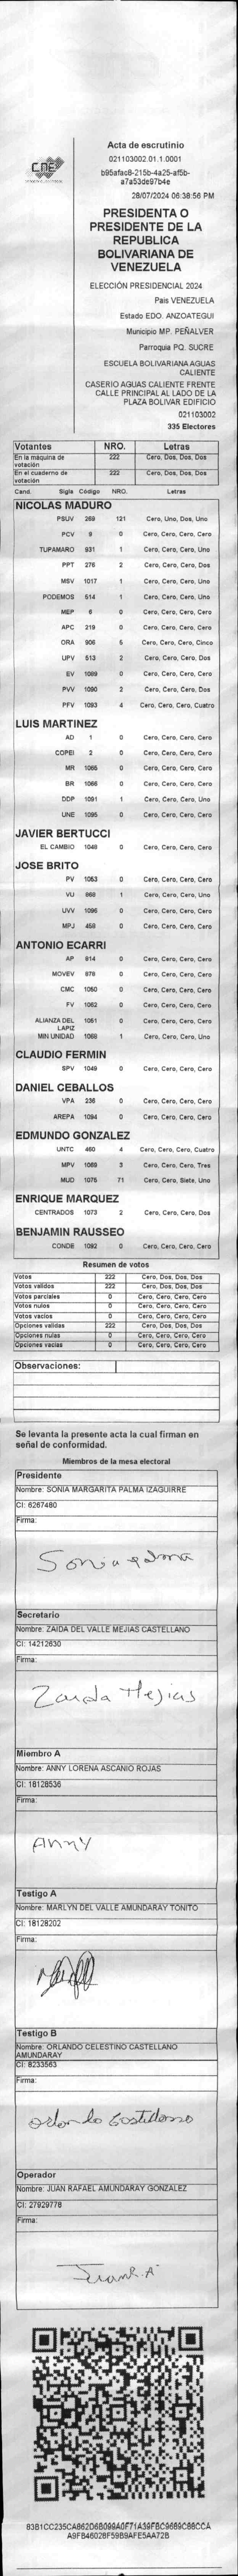 CNE
Acta de escrutinio
021103002.01.1.0001
b95afac8-215b-4a25-af5b-
a7a53de97b4e
28/07/2024 06:38:56 PM
PRESIDENTA O
PRESIDENTE DE LA
REPUBLICA
BOLIVARIANA DE
VENEZUELA
ELECCIÓN PRESIDENCIAL 2024
Pais VENEZUELA
Estado EDO. ANZOATEGUI
Municipio MP. PEÑALVER
Parroquia PQ. SUCRE
ESCUELA BOLIVARIANA AGUAS
CALIENTE
CASERIO AGUAS CALIENTE FRENTE
CALLE PRINCIPAL AL LADO DE LA
PLAZA BOLIVAR EDIFICIO
021103002
335 Electores
Votantes NRO. Letras
En la máquina de votación 222 Cero, Dos, Dos, Dos
En el cuaderno de votación 222 Cero, Dos, Dos, Dos
Cand. Sigla Código NRO. Letras
NICOLAS MADURO
PSUV 269 121 Cero, Uno, Dos, Uno
PCV 9 0 Cero, Cero, Cero, Cero
TUPAMARO 931 1 Cero, Cero, Cero, Uno
PPT 276 2 Cero, Cero, Cero, Dos
MSV 1017 1 Cero, Cero, Cero, Uno
PODEMOS 514 1 Cero, Cero, Cero, Uno
MEP 6 0 Cero, Cero, Cero, Cero
APC 219 0 Cero, Cero, Cero, Cero
ORA 906 5 Cero, Cero, Cero, Cinco
UPV 513 2 Cero, Cero, Cero, Dos
EV 1089 0 Cero, Cero, Cero, Cero
PVV 1090 2 Cero, Cero, Cero, Dos
PFV 1093 4 Cero, Cero, Cero, Cuatro
LUIS MARTINEZ
AD 1 0 Cero, Cero, Cero, Cero
COPEI 2 0 Cero, Cero, Cero, Cero
MR 1065 0 Cero, Cero, Cero, Cero
BR 1066 0 Cero, Cero, Cero, Cero
DDP 1091 1 Cero, Cero, Cero, Uno
UNE 1095 0 Cero, Cero, Cero, Cero
JAVIER BERTUCCI
EL CAMBIO 1048 0 Cero, Cero, Cero, Cero
JOSE BRITO
PV 1053 0 Cero, Cero, Cero, Cero
VU 868 1 Cero, Cero, Cero, Uno
UVV 1096 0 Cero, Cero, Cero, Cero
MPJ 458 0 Cero, Cero, Cero, Cero
ANTONIO ECARRI
AP 814 0 Cero, Cero, Cero, Cero
MOVEV 878 0 Cero, Cero, Cero, Cero
CMC 1050 0 Cero, Cero, Cero, Cero
FV 1062 0 Cero, Cero, Cero, Cero
ALIANZA DEL LAPIZ 1051 0 Cero, Cero, Cero, Cero
MIN UNIDAD 1068 1 Cero, Cero, Cero, Uno
CLAUDIO FERMIN
SPV 1049 0 Cero, Cero, Cero, Cero
DANIEL CEBALLOS
VPA 236 0 Cero, Cero, Cero, Cero
AREPA 1094 0 Cero, Cero, Cero, Cero
EDMUNDO GONZALEZ
UNTC 460 4 Cero, Cero, Cero, Cuatro
MPV 1069 3 Cero, Cero, Cero, Tres
MUD 1075 71 Cero, Cero, Siete, Uno
ENRIQUE MARQUEZ
CENTRADOS 1073 2 Cero, Cero, Cero, Dos
BENJAMIN RAUSSEO
CONDE 1092 0 Cero, Cero, Cero, Cero
Resumen de votos
Votos 222 Cero, Dos, Dos, Dos
Votos validos 222 Cero, Dos, Dos, Dos
Votos parciales 0 Cero, Cero, Cero, Cero
Votos nulos 0 Cero, Cero, Cero, Cero
Votos vacios 0 Cero, Cero, Cero, Cero
Opciones validas 222 Cero, Dos, Dos, Dos
Opciones nulas 0 Cero, Cero, Cero, Cero
Opciones vacias 0 Cero, Cero, Cero, Cero
Observaciones:
Se levanta la presente acta la cual firman en
señal de conformidad.
Miembros de la mesa electoral
Presidente
Nombre: SONIA MARGARITA PALMA IZAGUIRRE
CI: 6267480
Firma:
Sonia palma
Secretario
Nombre: ZAIDA DEL VALLE MEJIAS CASTELLANO
CI: 14212630
Firma:
Zaida Mejias
Miembro A
Nombre: ANNY LORENA ASCANIO ROJAS
CI: 18128536
Firma:
Anny
Testigo A
Nombre: MARLYN DEL VALLE AMUNDARAY TONITO
CI: 18128202
Firma:
Testigo B
Nombre: ORLANDO CELESTINO CASTELLANO
AMUNDARAY
CI: 8233563
Firma:
Orlando Castellano
Operador
Nombre: JUAN RAFAEL AMUNDARAY GONZALEZ
CI: 27929778
Firma:
Juan R. A
83B1CC235CA862D6B099A0F71A39FBC9689C86CCA
A9FB4602BF59B9AFE5AA72B